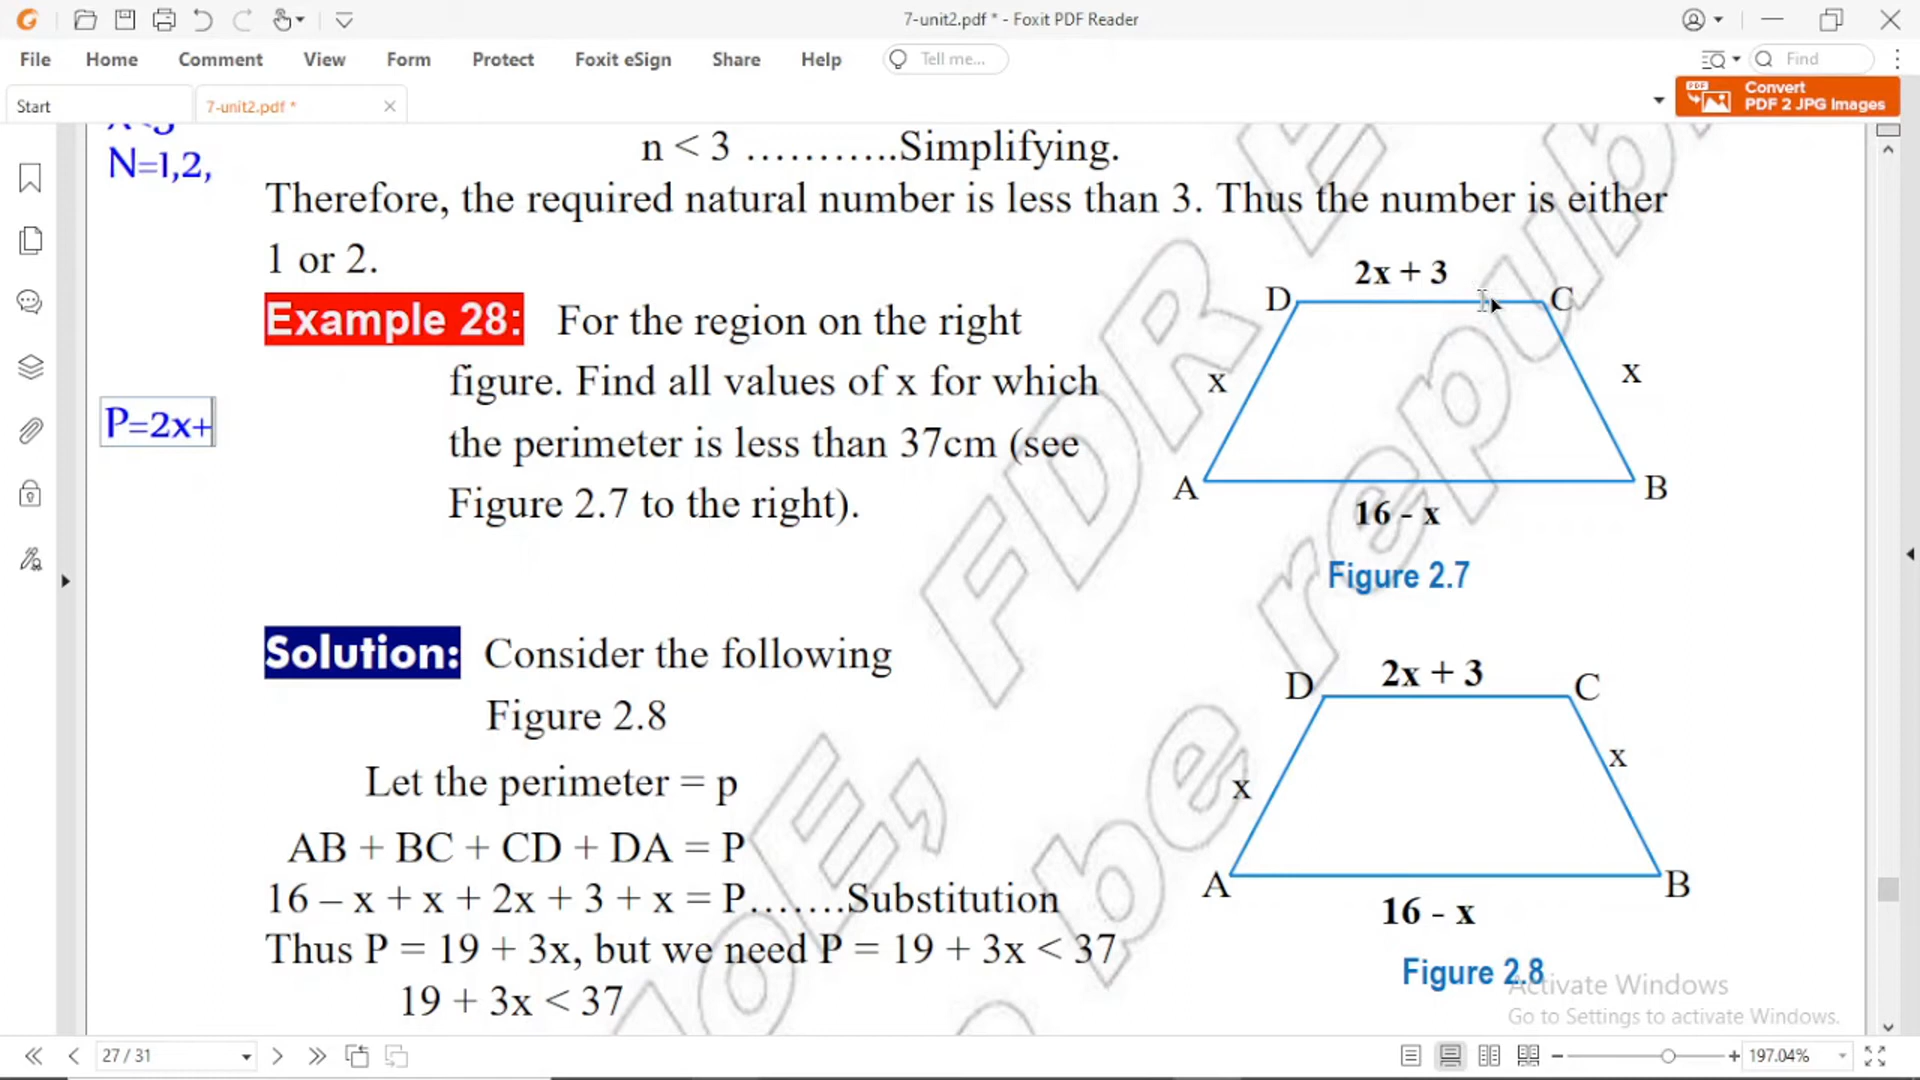 7-unit2.pdf * - Foxit PDF Reader
File Home Comment View Form Protect Foxit eSign Share Help Tell me... Find
Start 7-unit2.pdf *
Convert
PDF 2 JPG Images
N=1,2,
n < 3 ………..Simplifying.
Therefore, the required natural number is less than 3. Thus the number is either
1 or 2.
Example 28: For the region on the right
figure. Find all values of x for which
the perimeter is less than 37cm (see
Figure 2.7 to the right).
P=2x+
2x + 3
D C
x x
A B
16 - x
Figure 2.7
Solution: Consider the following
Figure 2.8
Let the perimeter = p
AB + BC + CD + DA = P
16 – x + x + 2x + 3 + x = P…….Substitution
Thus P = 19 + 3x, but we need P = 19 + 3x < 37
19 + 3x < 37
2x + 3
D C
x x
A B
16 - x
Figure 2.8
FDR E
republ
MoE,
be
Activate Windows
Go to Settings to activate Windows.
27 / 31
197.04%